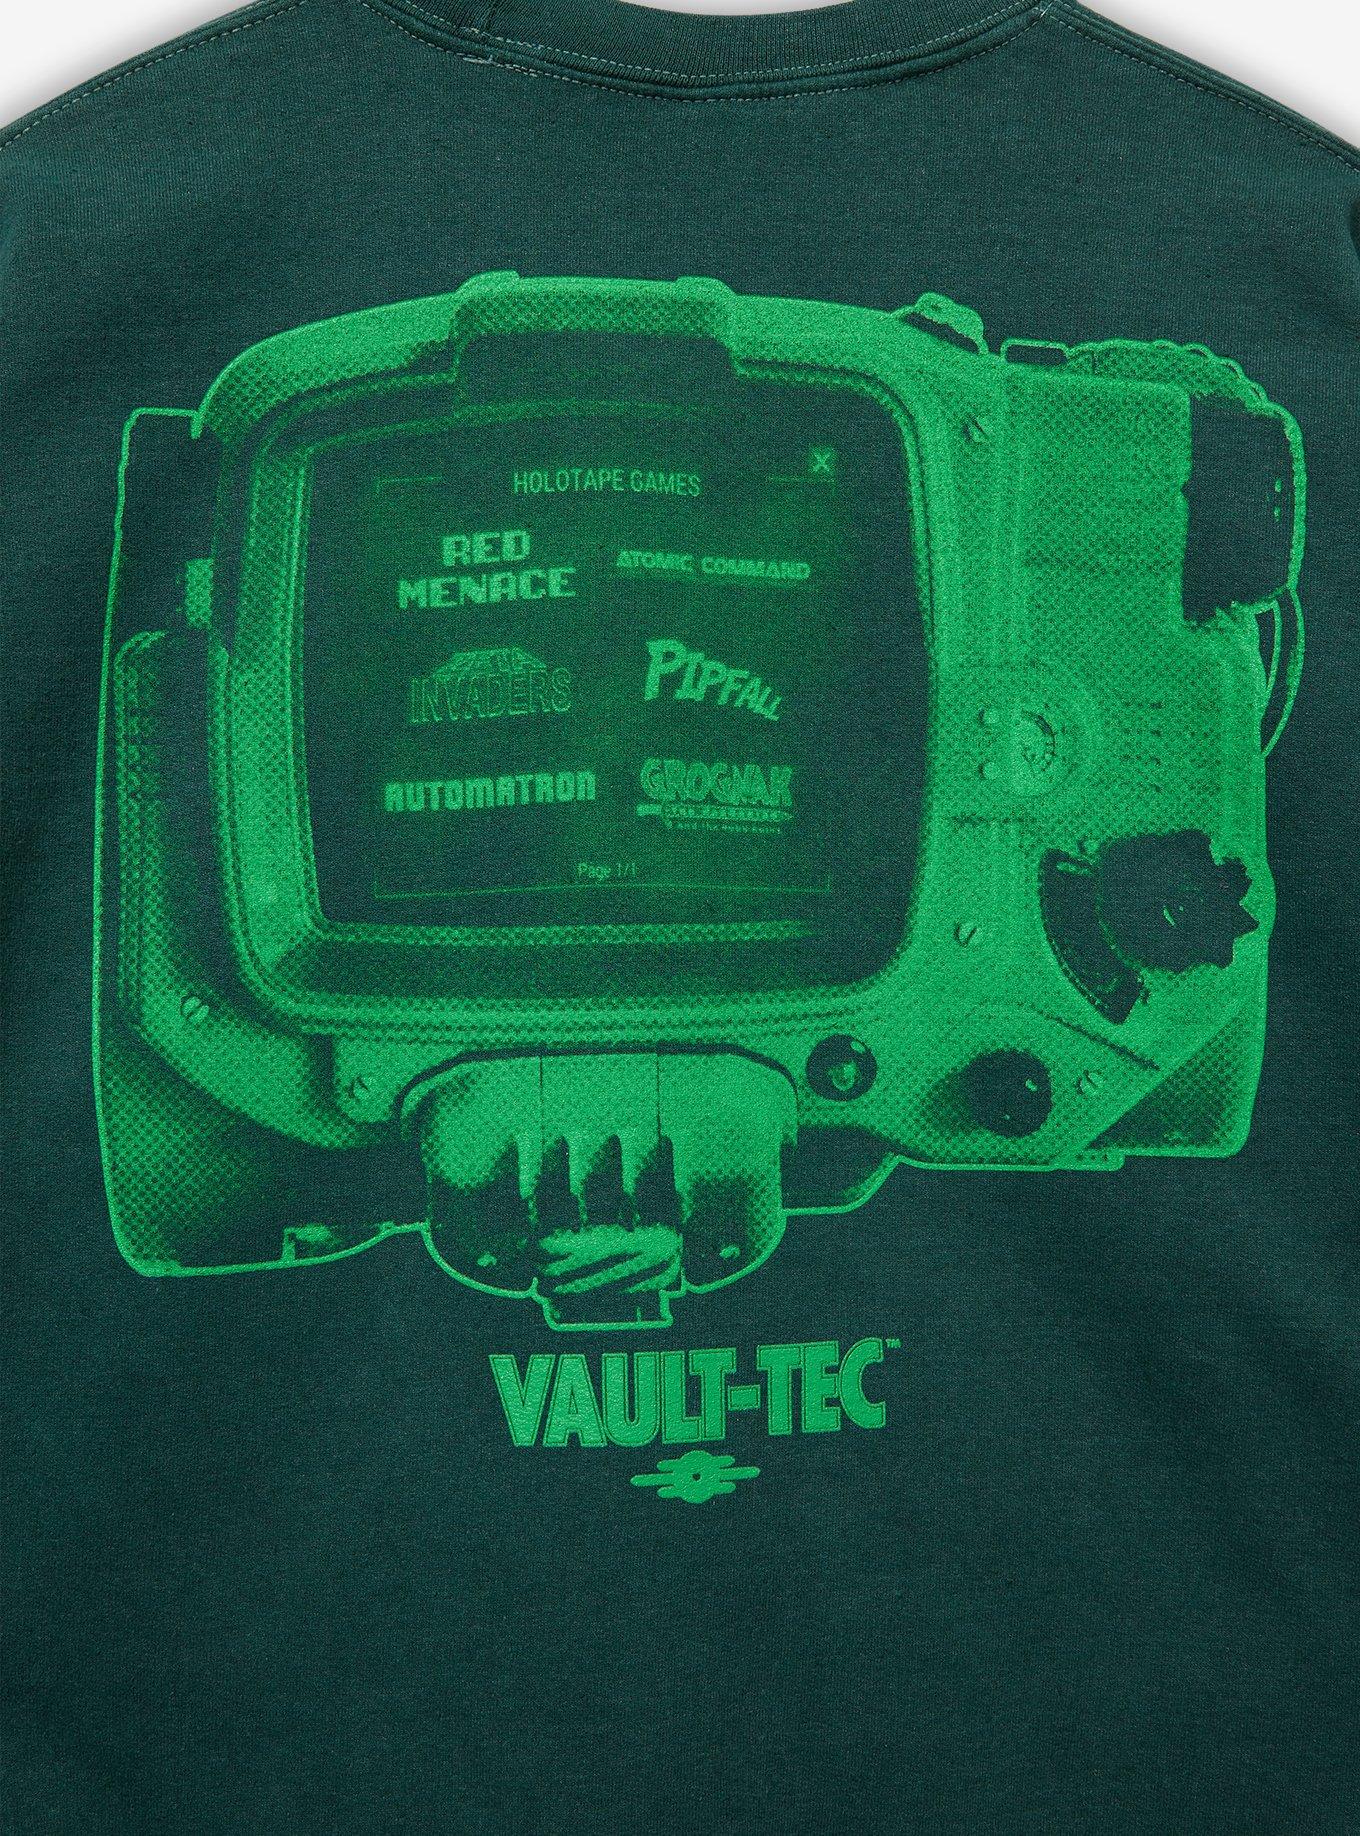 HOLOTAPE GAMES
X
RED
MENACE
ATOMIC COMMAND
INVADERS
PIPFALL
AUTOMATRON
GROGNAK
Page 1/1
VAULT-TEC™